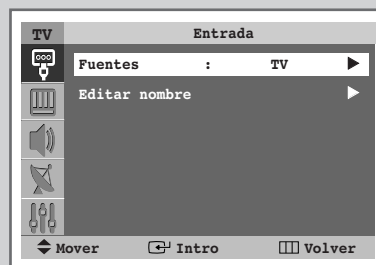 TV Entrada
Fuentes : TV
Editar nombre
Mover Intro Volver